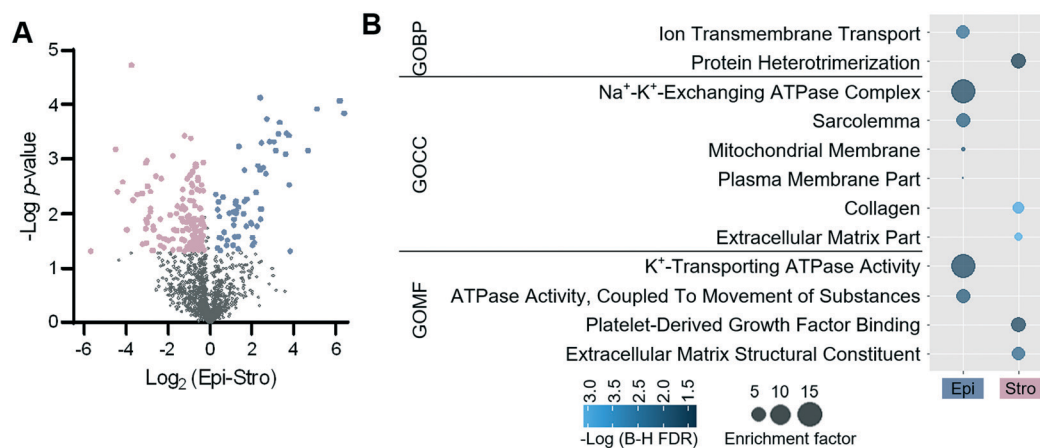 A
5
4
3
2
1
0
-Log p-value
-6
-4
-2
0
2
4
6
Log2 (Epi-Stro)
B
GOBP
Ion Transmembrane Transport
Protein Heterotrimerization
GOCC
Na⁺-K⁺-Exchanging ATPase Complex
Sarcolemma
Mitochondrial Membrane
Plasma Membrane Part
Collagen
Extracellular Matrix Part
GOMF
K⁺-Transporting ATPase Activity
ATPase Activity, Coupled To Movement of Substances
Platelet-Derived Growth Factor Binding
Extracellular Matrix Structural Constituent
Epi
Stro
3.0
2.5
2.0
1.5
-Log (B-H FDR)
5 10 15
Enrichment factor